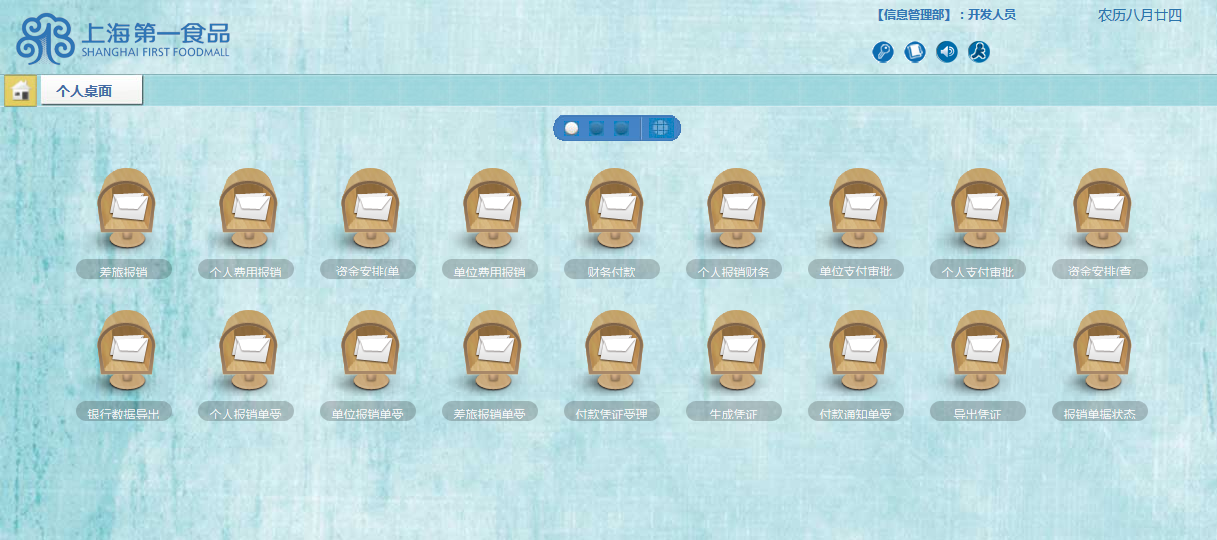 上海第一食品
SHANGHAI FIRST FOODMALL
【信息管理部】：开发人员
农历八月廿四
个人桌面
差旅报销
个人费用报销
资金安排(单
单位费用报销
财务付款
个人报销财务
单位支付审批
个人支付审批
资金安排(查
银行数据导出
个人报销单受
单位报销单受
差旅报销单受
付款凭证受理
生成凭证
付款通知单受
导出凭证
报销单据状态